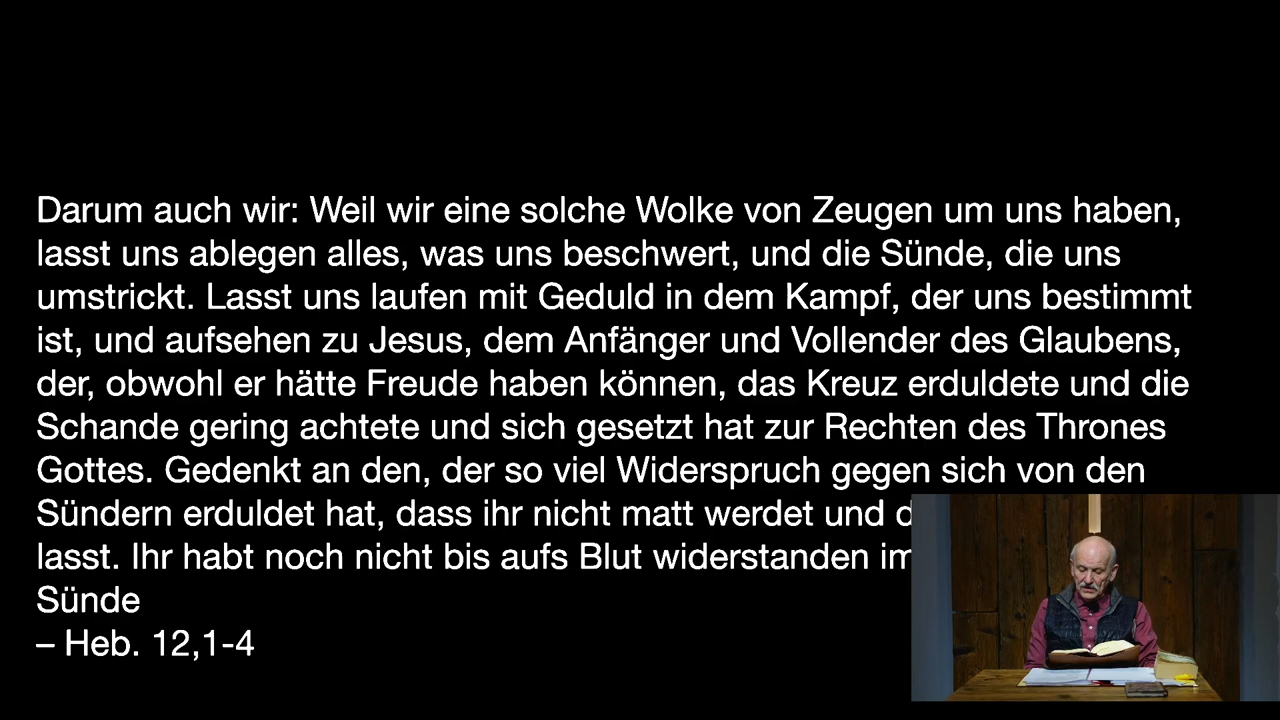 Darum auch wir: Weil wir eine solche Wolke von Zeugen um uns haben,
lasst uns ablegen alles, was uns beschwert, und die Sünde, die uns
umstrickt. Lasst uns laufen mit Geduld in dem Kampf, der uns bestimmt
ist, und aufsehen zu Jesus, dem Anfänger und Vollender des Glaubens,
der, obwohl er hätte Freude haben können, das Kreuz erduldete und die
Schande gering achtete und sich gesetzt hat zur Rechten des Thrones
Gottes. Gedenkt an den, der so viel Widerspruch gegen sich von den
Sündern erduldet hat, dass ihr nicht matt werdet und d
lasst. Ihr habt noch nicht bis aufs Blut widerstanden im
Sünde
– Heb. 12,1-4